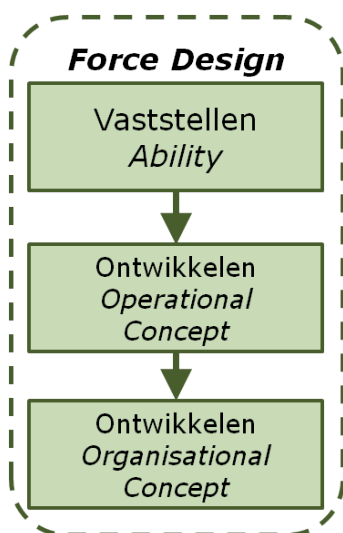 Force Design
Vaststellen
Ability
Ontwikkelen
Operational
Concept
Ontwikkelen
Organisational
Concept